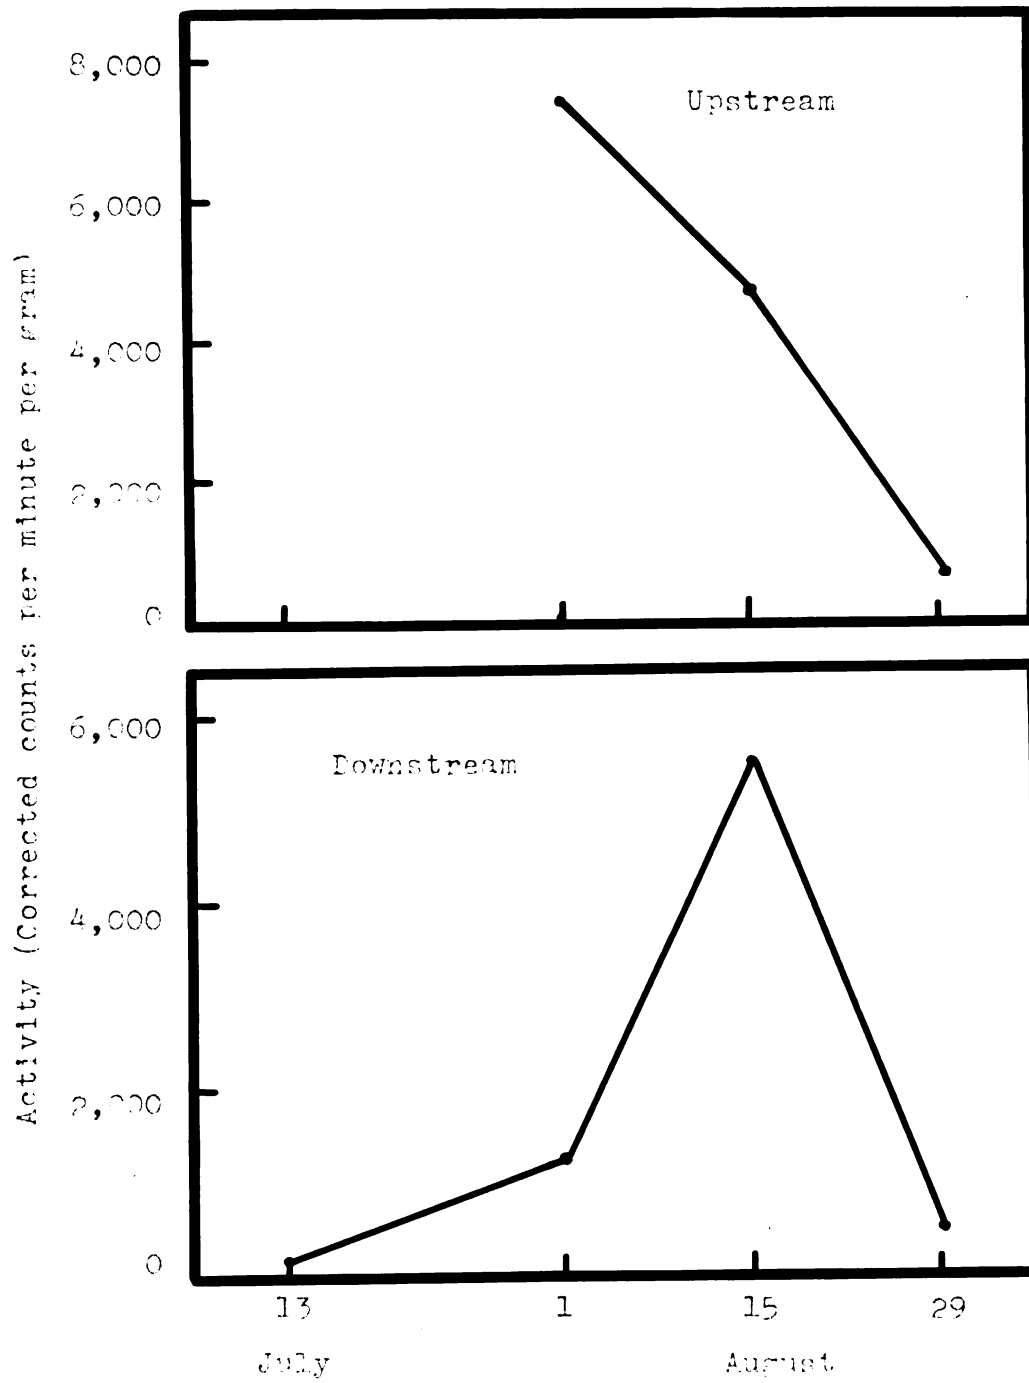 Activity (Corrected counts per minute per gram)
8,000
6,000
4,000
2,000
0
Upstream
6,000
4,000
2,000
0
Downstream
13
1
15
29
July
August